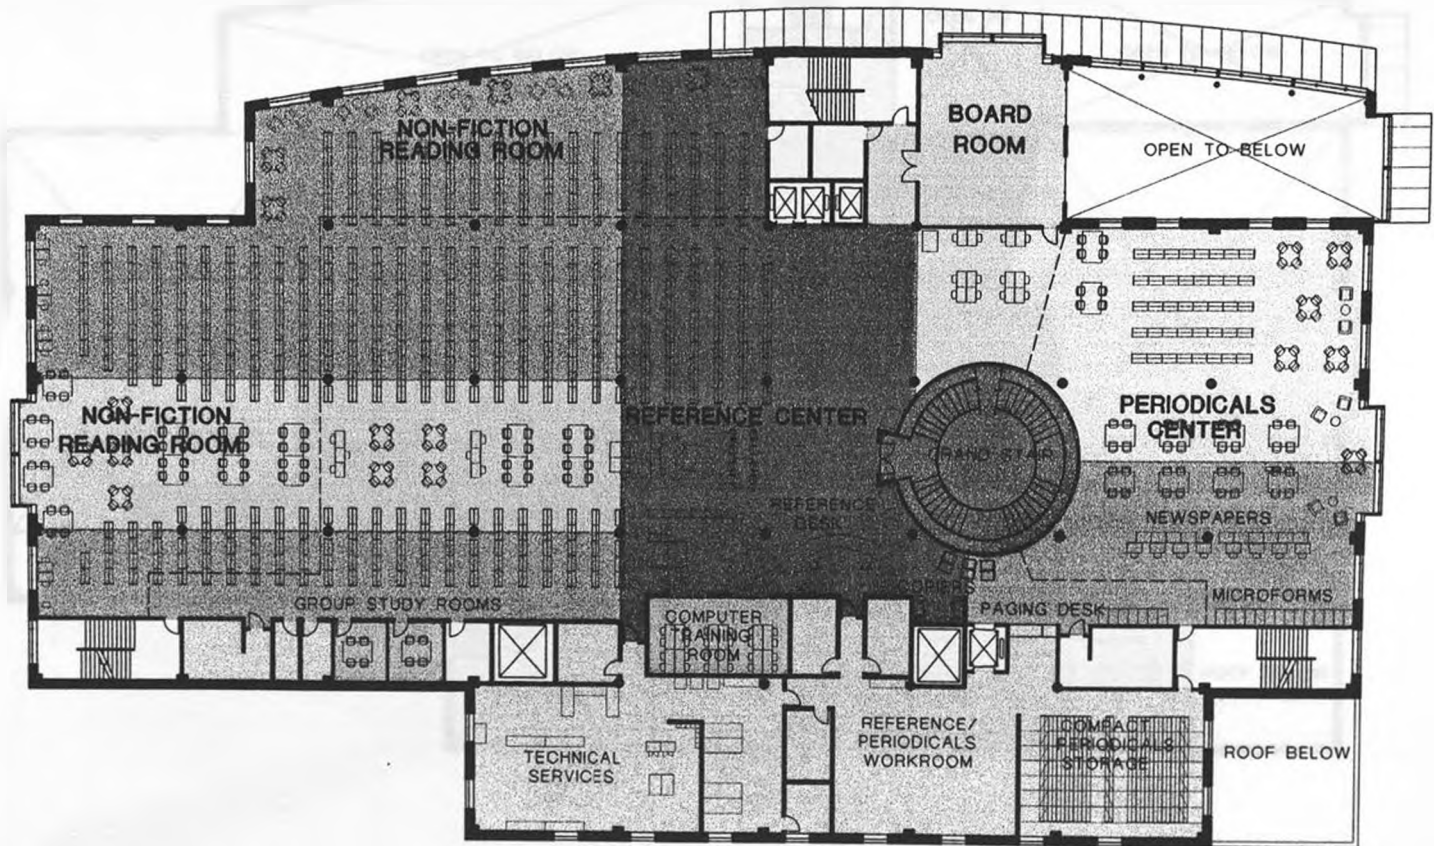 NON-FICTION
READING ROOM
BOARD
ROOM
OPEN TO BELOW
NON-FICTION
READING ROOM
REFERENCE CENTER
PERIODICALS
CENTER
GRAND STAIR
REFERENCE
DESK
NEWSPAPERS
COPIERS
GROUP STUDY ROOMS
PAGING DESK
MICROFORMS
COMPUTER
TRAINING
ROOM
TECHNICAL
SERVICES
REFERENCE/
PERIODICALS
WORKROOM
COMPACT
PERIODICALS
STORAGE
ROOF BELOW